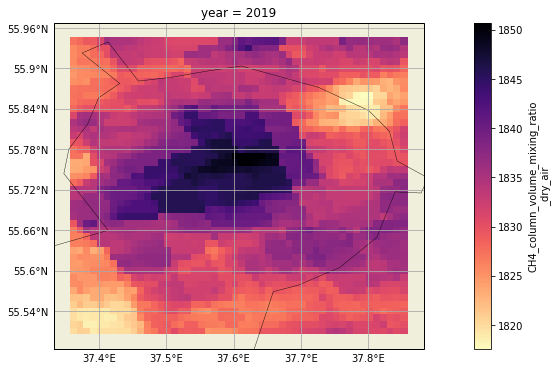 year = 2019
55.96°N
55.9°N
55.84°N
55.78°N
55.72°N
55.66°N
55.6°N
55.54°N
37.4°E
37.5°E
37.6°E
37.7°E
37.8°E
1850
1845
1840
1835
1830
1825
1820
CH4_column_volume_mixing_ratio
_dry_air